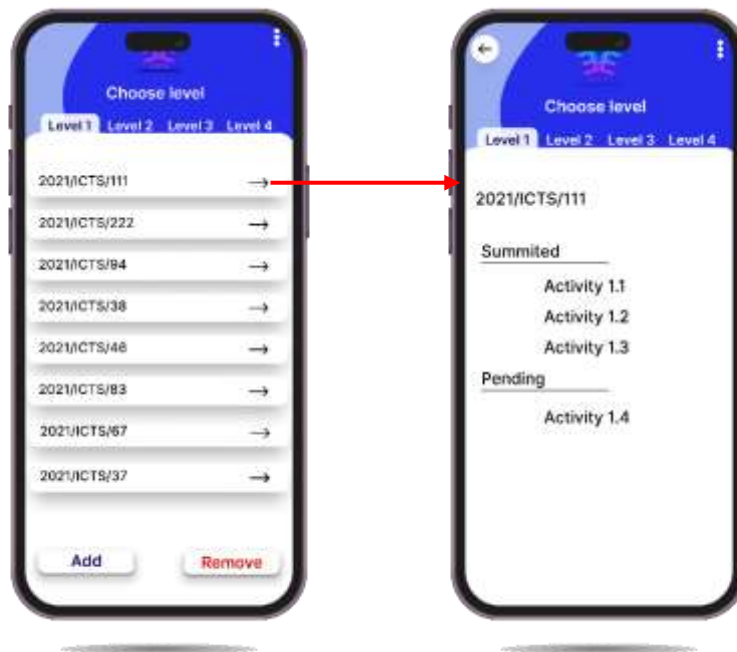 Choose level
Level 1 Level 2 Level 3 Level 4
2021/ICTS/111
2021/ICTS/222
2021/ICTS/94
2021/ICTS/38
2021/ICTS/46
2021/ICTS/83
2021/ICTS/67
2021/ICTS/37
Add Remove
Choose level
Level 1 Level 2 Level 3 Level 4
2021/ICTS/111
Summited
Activity 1.1
Activity 1.2
Activity 1.3
Pending
Activity 1.4